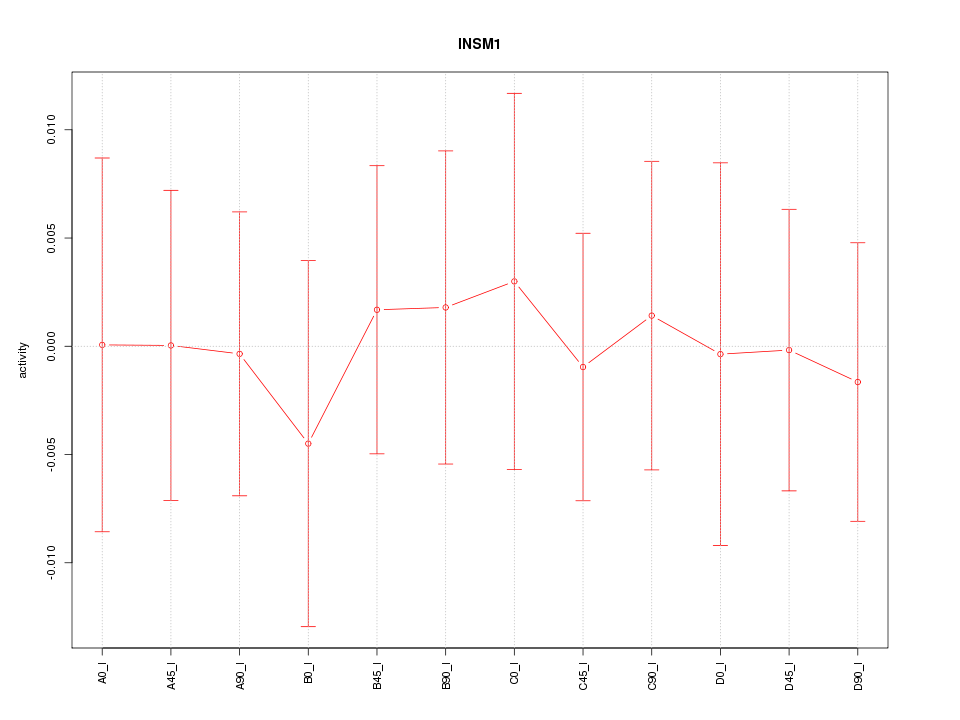 INSM1
activity
0.010
0.005
0.000
-0.005
-0.010
A0_I
A45_I
A90_I
B0_I
B45_I
B90_I
C0_I
C45_I
C90_I
D0_I
D45_I
D90_I